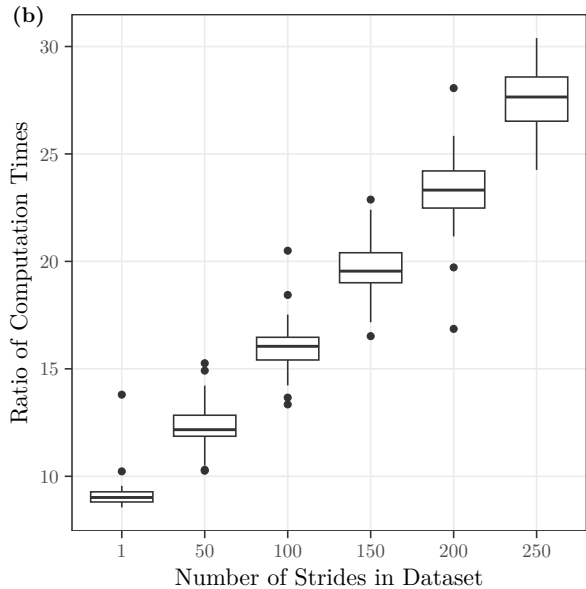 (b)
Ratio of Computation Times
30
25
20
15
10
1 50 100 150 200 250
Number of Strides in Dataset